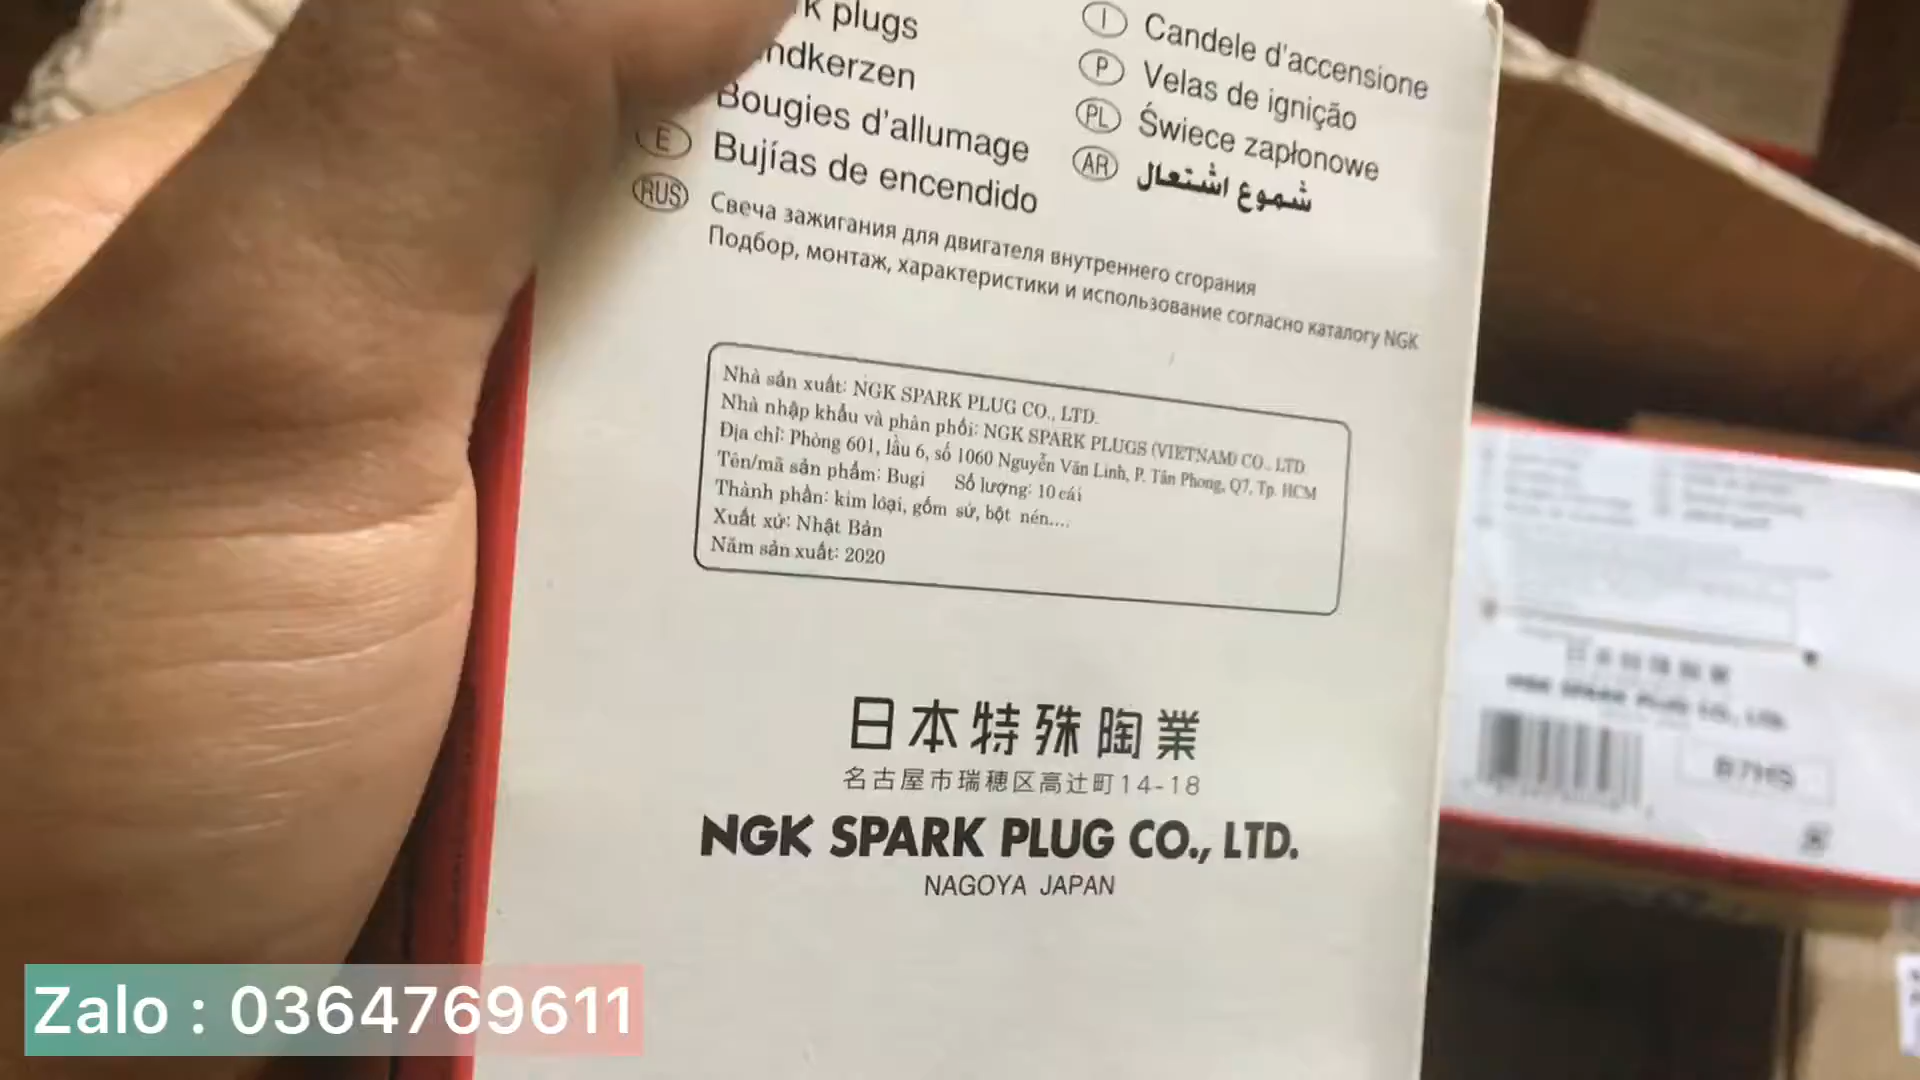 plugs
Bougies d'allumage
E Bujías de encendido
RUS Свеча зажигания для двигателя внутреннего сгорания
Подбор, монтаж, характеристики и использование согласно каталогу NGK
I Candele d'accensione
P Velas de ignição
PL Świece zapłonowe
AR شموع اشتعال
Nhà sản xuất: NGK SPARK PLUG CO., LTD.
Nhà nhập khẩu và phân phối: NGK SPARK PLUGS (VIETNAM) CO., LTD
Địa chỉ: Phòng 601, lầu 6, số 1060 Nguyễn Văn Linh, P. Tân Phong, Q7, Tp. HCM
Tên/mã sản phẩm: Bugi Số lượng: 10 cái
Thành phần: kim loại, gốm sứ, bột nén....
Xuất xứ: Nhật Bản
Năm sản xuất: 2020
日本特殊陶業
名古屋市瑞穂区高辻町14-18
NGK SPARK PLUG CO., LTD.
NAGOYA JAPAN
NGK SPARK PLUG CO., LTD.
B7HS
Zalo : 0364769611